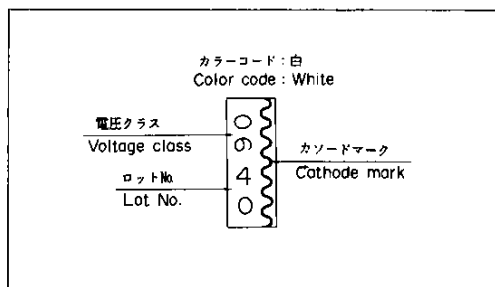 カラーコード：白
Color code : White
電圧クラス
Voltage class
カソードマーク
Cathode mark
ロットNo.
Lot No.
0
9
4
0